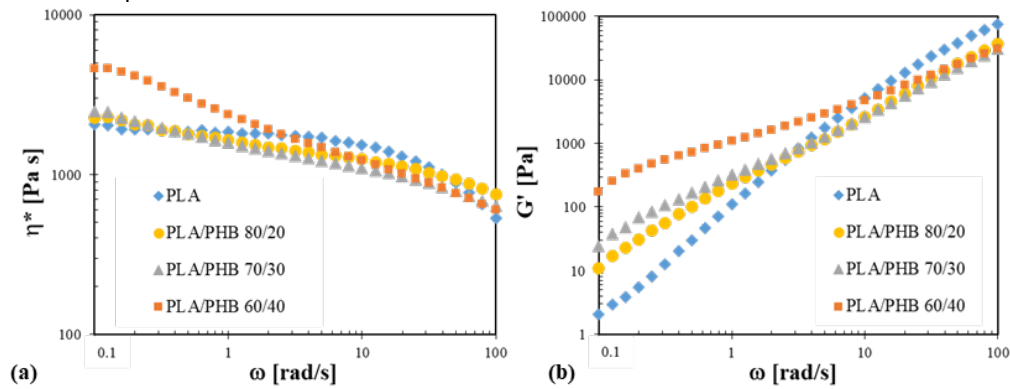 10000
1000
100
η* [Pa s]
PLA
PLA/PHB 80/20
PLA/PHB 70/30
PLA/PHB 60/40
0.1
1
10
100
(a)
ω [rad/s]
100000
10000
1000
100
10
1
G' [Pa]
PLA
PLA/PHB 80/20
PLA/PHB 70/30
PLA/PHB 60/40
0.1
1
10
100
(b)
ω [rad/s]